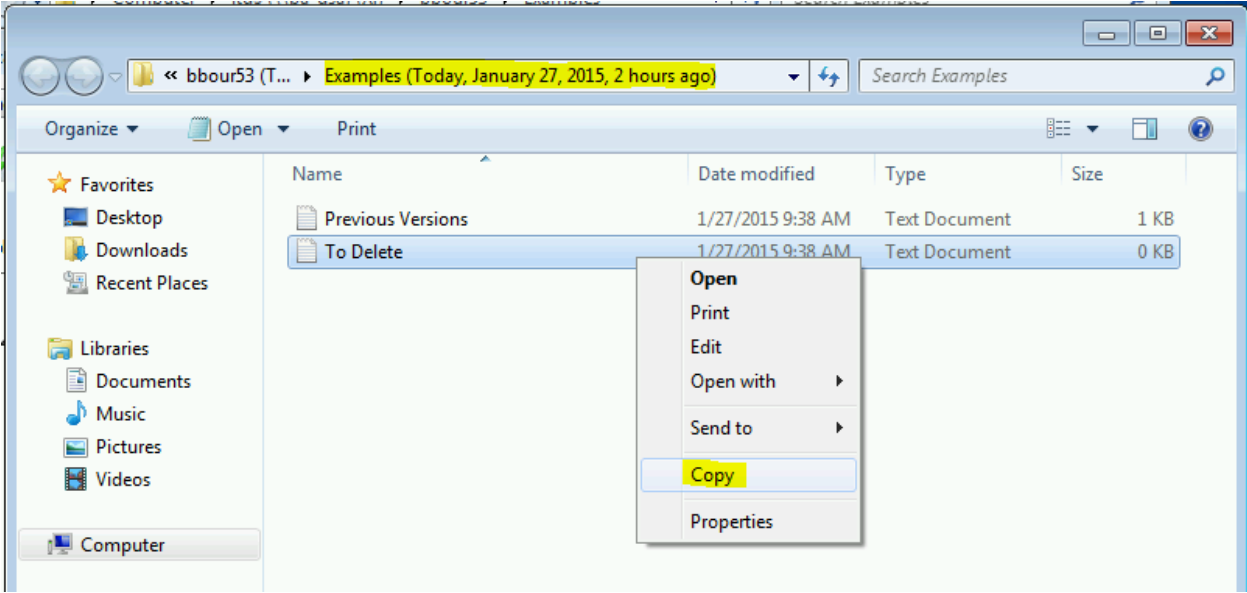 « bbour53 (T... Examples (Today, January 27, 2015, 2 hours ago) Search Examples
Organize Open Print
Favorites
Desktop
Downloads
Recent Places
Libraries
Documents
Music
Pictures
Videos
Computer
Name Date modified Type Size
Previous Versions 1/27/2015 9:38 AM Text Document 1 KB
To Delete 1/27/2015 9:38 AM Text Document 0 KB
Open
Print
Edit
Open with
Send to
Copy
Properties